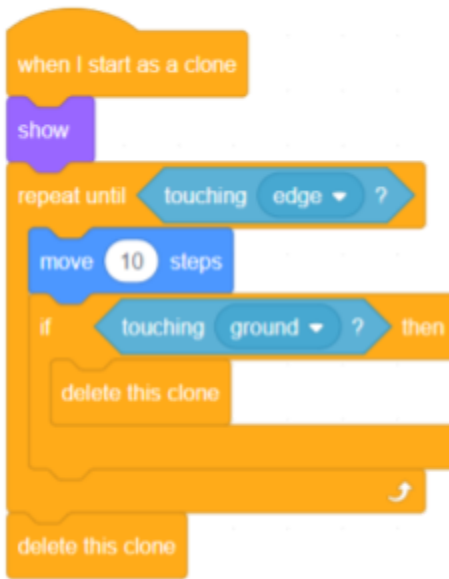 when I start as a clone
show
repeat until touching edge ?
move 10 steps
if touching ground ? then
delete this clone
delete this clone